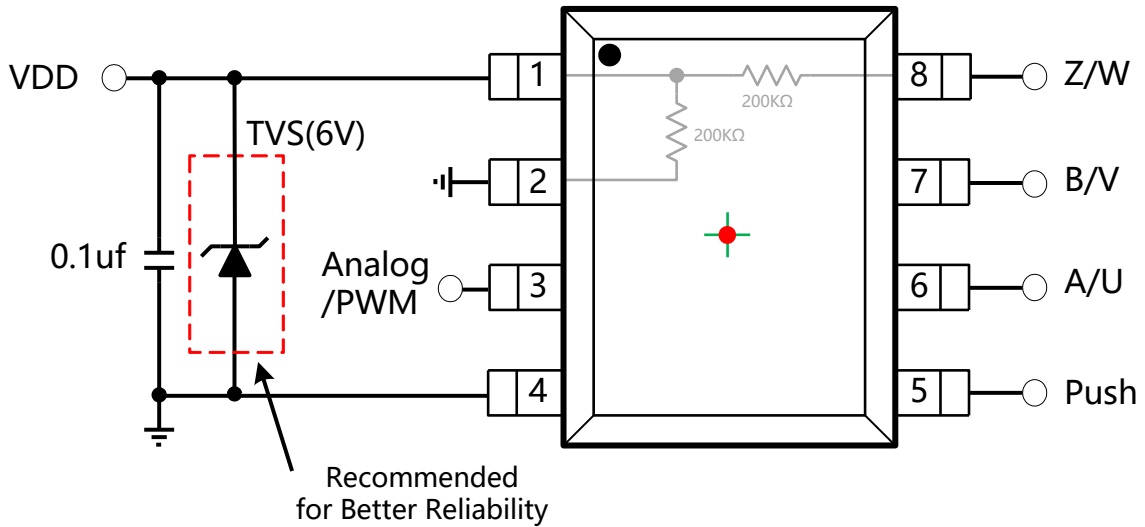 VDD
TVS(6V)
0.1uf
Recommended
for Better Reliability
Analog
/PWM
1
2
3
4
200KΩ
200KΩ
8
7
6
5
Z/W
B/V
A/U
Push